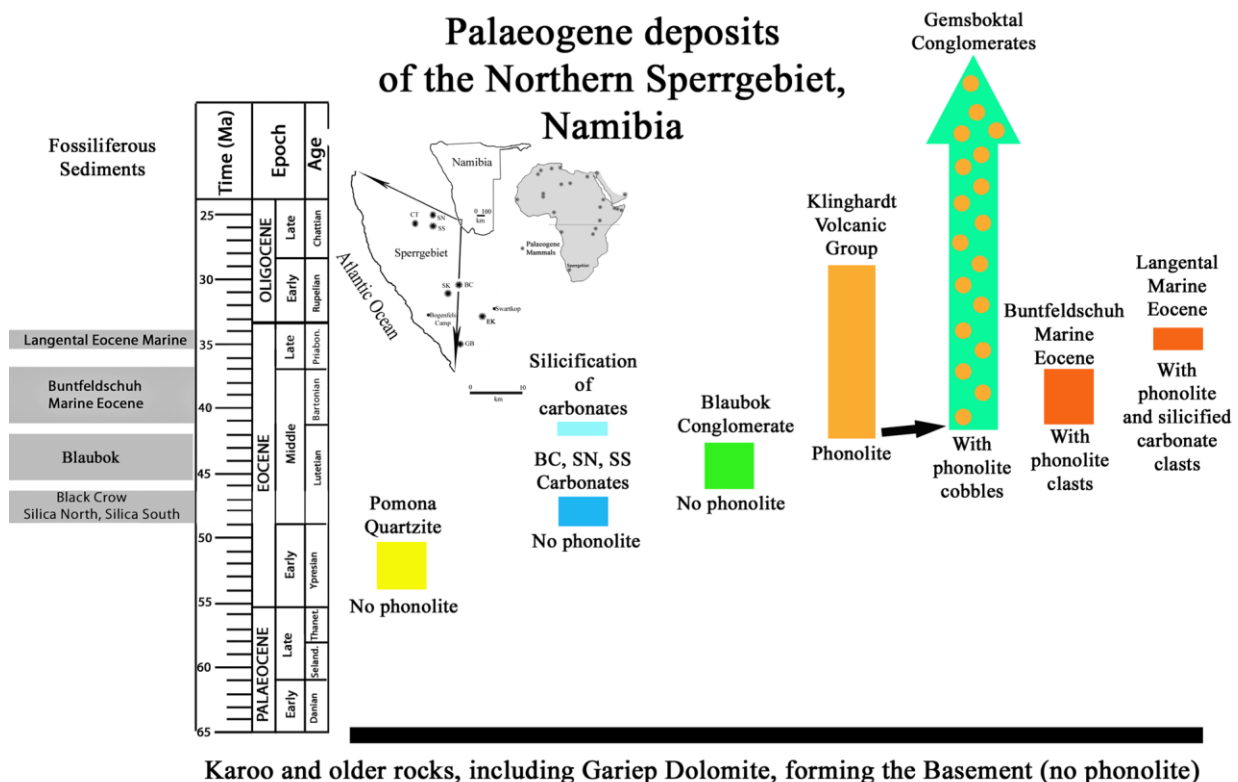 Palaeogene deposits
of the Northern Sperrgebiet,
Namibia
Fossiliferous
Sediments
Time (Ma)
Epoch
Age
25
30
35
40
45
50
55
60
65
OLIGOCENE
EOCENE
PALAEOCENE
Late
Early
Late
Middle
Early
Late
Early
Chattian
Rupelian
Priabon.
Bartonian
Lutetian
Ypresian
Thanet.
Seland.
Danian
Langental Eocene Marine
Buntfeldschuh
Marine Eocene
Blaubok
Black Crow
Silica North, Silica South
Namibia
0 100
km
CT
SN
SS
Sperrgebiet
Atlantic Ocean
SK
BC
Bogenfels
Camp
Swartkop
EK
GB
0
10
km
Palaeogene
Mammals
Sperrgebiet
Pomona
Quartzite
No phonolite
Silicification
of
carbonates
BC, SN, SS
Carbonates
No phonolite
Blaubok
Conglomerate
No phonolite
Klinghardt
Volcanic
Group
Phonolite
Gemsboktal
Conglomerates
With
phonolite
cobbles
Buntfeldschuh
Marine
Eocene
With
phonolite
clasts
Langental
Marine
Eocene
With
phonolite
and silicified
carbonate
clasts
Karoo and older rocks, including Gariep Dolomite, forming the Basement (no phonolite)